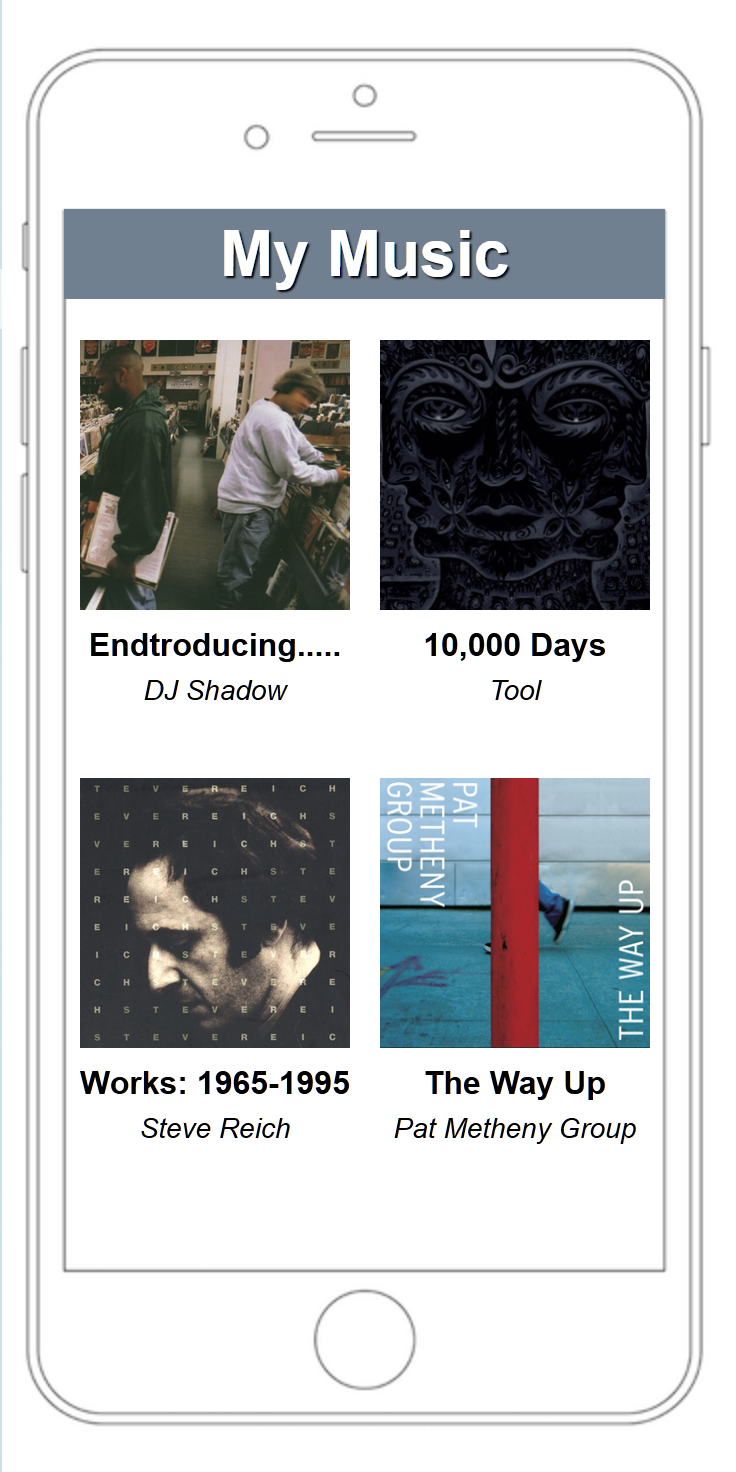 My Music
Endtroducing.....
10,000 Days
DJ Shadow
Tool
T E V E R E I C H
E V E R E I C H S
V E R E I C H S T
E R E I C H S T E
R E I C H S T E V
E I C H S T E V E
I C H S T E V E R
C H S T E V E R E
H S T E V E R E I
S T E V E R E I C
PAT
METHENY
GROUP
THE WAY UP
Works: 1965-1995
The Way Up
Steve Reich
Pat Metheny Group